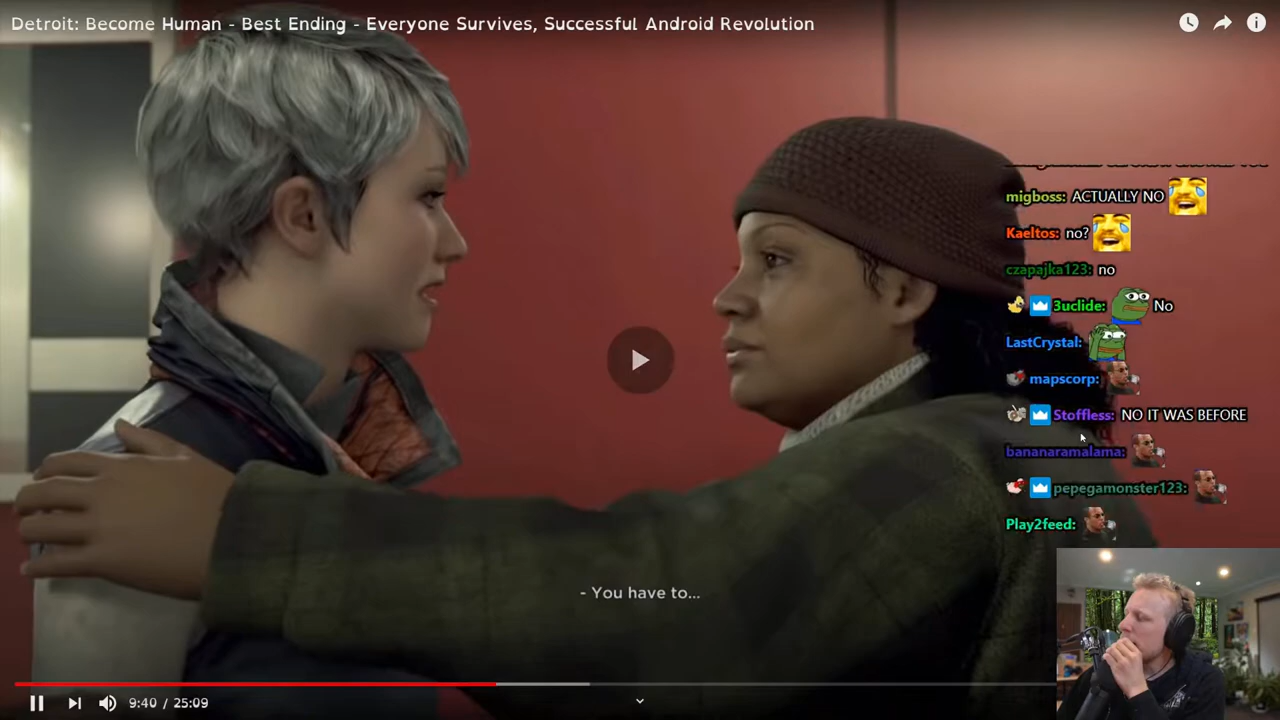 Detroit: Become Human - Best Ending - Everyone Survives, Successful Android Revolution
migboss: ACTUALLY NO
Kaeltos: no?
czapajka123: no
3uclide: No
LastCrystal:
mapscorp:
Stoffless: NO IT WAS BEFORE
bananaramalama:
pepegamonster123:
Play2feed:
- You have to...
9:40 / 25:09